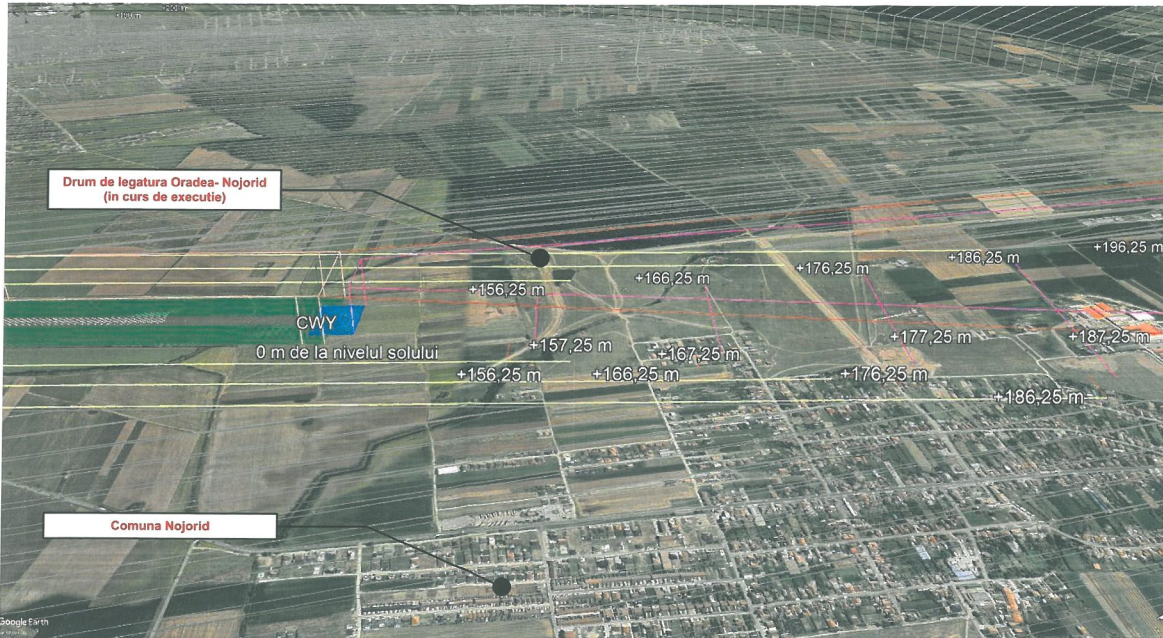 Drum de legatura Oradea- Nojorid
(in curs de executie)
+196,25 m
+186,25 m
+176,25 m
+166,25 m
+156,25 m
CWY
0 m de la nivelul solului
+157,25 m
+167,25 m
+177,25 m
+187,25 m
+156,25 m
+166,25 m
+176,25 m
+186,25 m
Comuna Nojorid
Google Earth